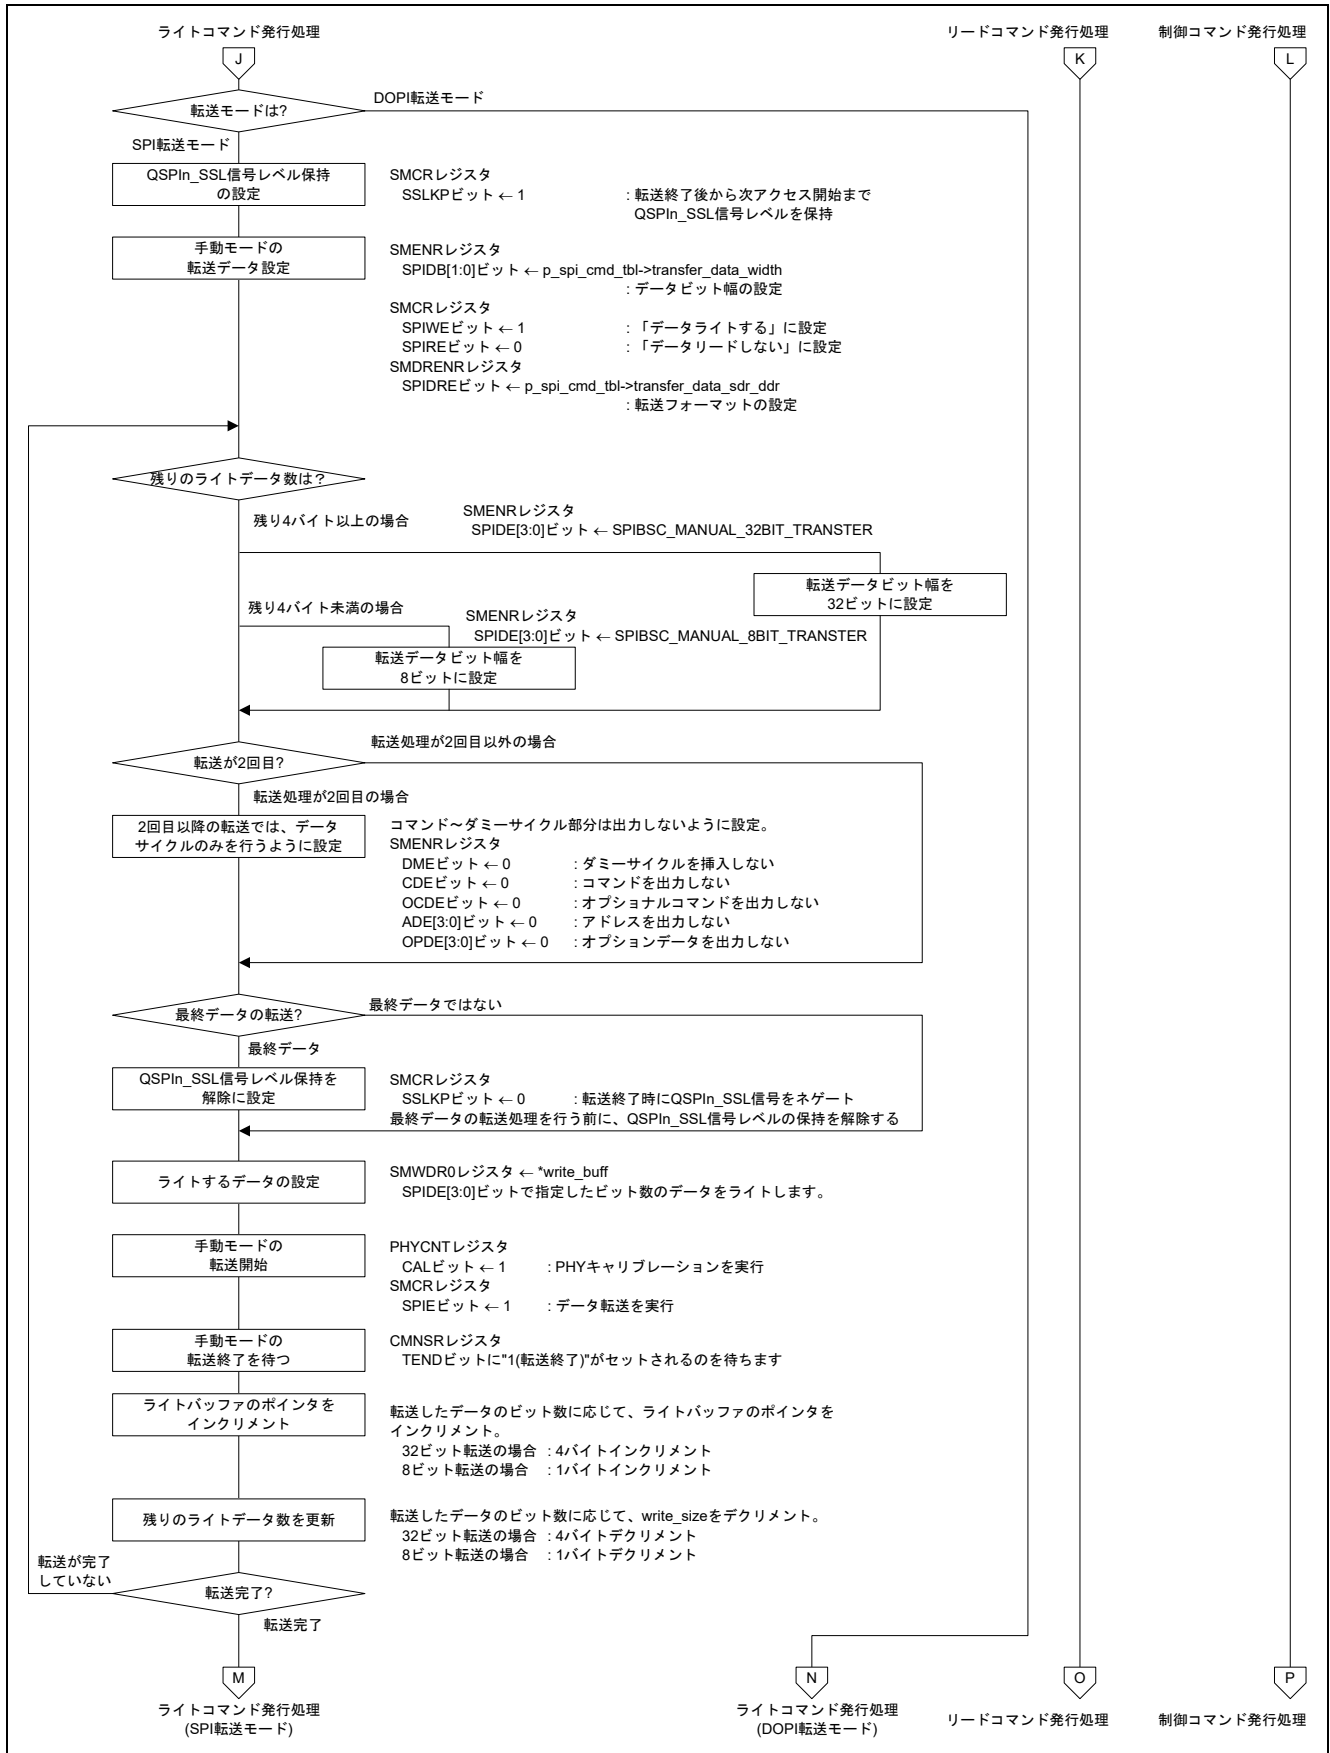 ライトコマンド発行処理
リードコマンド発行処理
制御コマンド発行処理
J
K
L
転送モードは?
DOPI転送モード
SPI転送モード
QSPIn_SSL信号レベル保持
の設定
SMCRレジスタ
SSLKPビット ← 1 : 転送終了後から次アクセス開始まで
QSPIn_SSL信号レベルを保持
手動モードの
転送データ設定
SMENRレジスタ
SPIDB[1:0]ビット ← p_spi_cmd_tbl->transfer_data_width
: データビット幅の設定
SMCRレジスタ
SPIWEビット ← 1 : 「データライトする」に設定
SPIREビット ← 0 : 「データリードしない」に設定
SMDRENRレジスタ
SPIDREビット ← p_spi_cmd_tbl->transfer_data_sdr_ddr
: 転送フォーマットの設定
残りのライトデータ数は?
残り4バイト以上の場合
SMENRレジスタ
SPIDE[3:0]ビット ← SPIBSC_MANUAL_32BIT_TRANSTER
転送データビット幅を
32ビットに設定
残り4バイト未満の場合
SMENRレジスタ
SPIDE[3:0]ビット ← SPIBSC_MANUAL_8BIT_TRANSTER
転送データビット幅を
8ビットに設定
転送処理が2回目以外の場合
転送が2回目?
転送処理が2回目の場合
2回目以降の転送では、データ
サイクルのみを行うように設定
コマンド～ダミーサイクル部分は出力しないように設定。
SMENRレジスタ
DMEビット ← 0 : ダミーサイクルを挿入しない
CDEビット ← 0 : コマンドを出力しない
OCDEビット ← 0 : オプショナルコマンドを出力しない
ADE[3:0]ビット ← 0 : アドレスを出力しない
OPDE[3:0]ビット ← 0 : オプションデータを出力しない
最終データの転送?
最終データではない
最終データ
QSPIn_SSL信号レベル保持を
解除に設定
SMCRレジスタ
SSLKPビット ← 0 : 転送終了時にQSPIn_SSL信号をネゲート
最終データの転送処理を行う前に、QSPIn_SSL信号レベルの保持を解除する
ライトするデータの設定
SMWDR0レジスタ ← *write_buff
SPIDE[3:0]ビットで指定したビット数のデータをライトします。
手動モードの
転送開始
PHYCNTレジスタ
CALビット ← 1 : PHYキャリブレーションを実行
SMCRレジスタ
SPIEビット ← 1 : データ転送を実行
手動モードの
転送終了を待つ
CMNSRレジスタ
TENDビットに"1(転送終了)"がセットされるのを待ちます
ライトバッファのポインタを
インクリメント
転送したデータのビット数に応じて、ライトバッファのポインタを
インクリメント。
32ビット転送の場合 : 4バイトインクリメント
8ビット転送の場合 : 1バイトインクリメント
残りのライトデータ数を更新
転送したデータのビット数に応じて、write_sizeをデクリメント。
32ビット転送の場合 : 4バイトデクリメント
8ビット転送の場合 : 1バイトデクリメント
転送が完了
していない
転送完了?
転送完了
M
N
O
P
ライトコマンド発行処理
(SPI転送モード)
ライトコマンド発行処理
(DOPI転送モード)
リードコマンド発行処理
制御コマンド発行処理